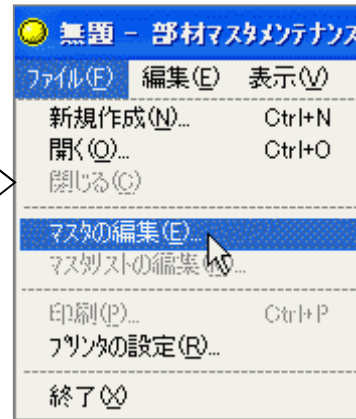 無題 - 部材マスタメンテナンス
ファイル(F) 編集(E) 表示(V)
新規作成(N)... Ctrl+N
開く(O)... Ctrl+O
閉じる(C)
マスタの編集(E)...
マスタリストの編集(M)...
印刷(P)... Ctrl+P
プリンタの設定(R)...
終了(X)